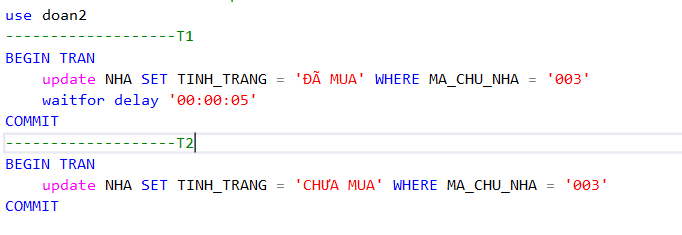 use doan2
-------------------T1
BEGIN TRAN
update NHA SET TINH_TRANG = 'ĐÃ MUA' WHERE MA_CHU_NHA = '003'
waitfor delay '00:00:05'
COMMIT
-------------------T2
BEGIN TRAN
update NHA SET TINH_TRANG = 'CHƯA MUA' WHERE MA_CHU_NHA = '003'
COMMIT